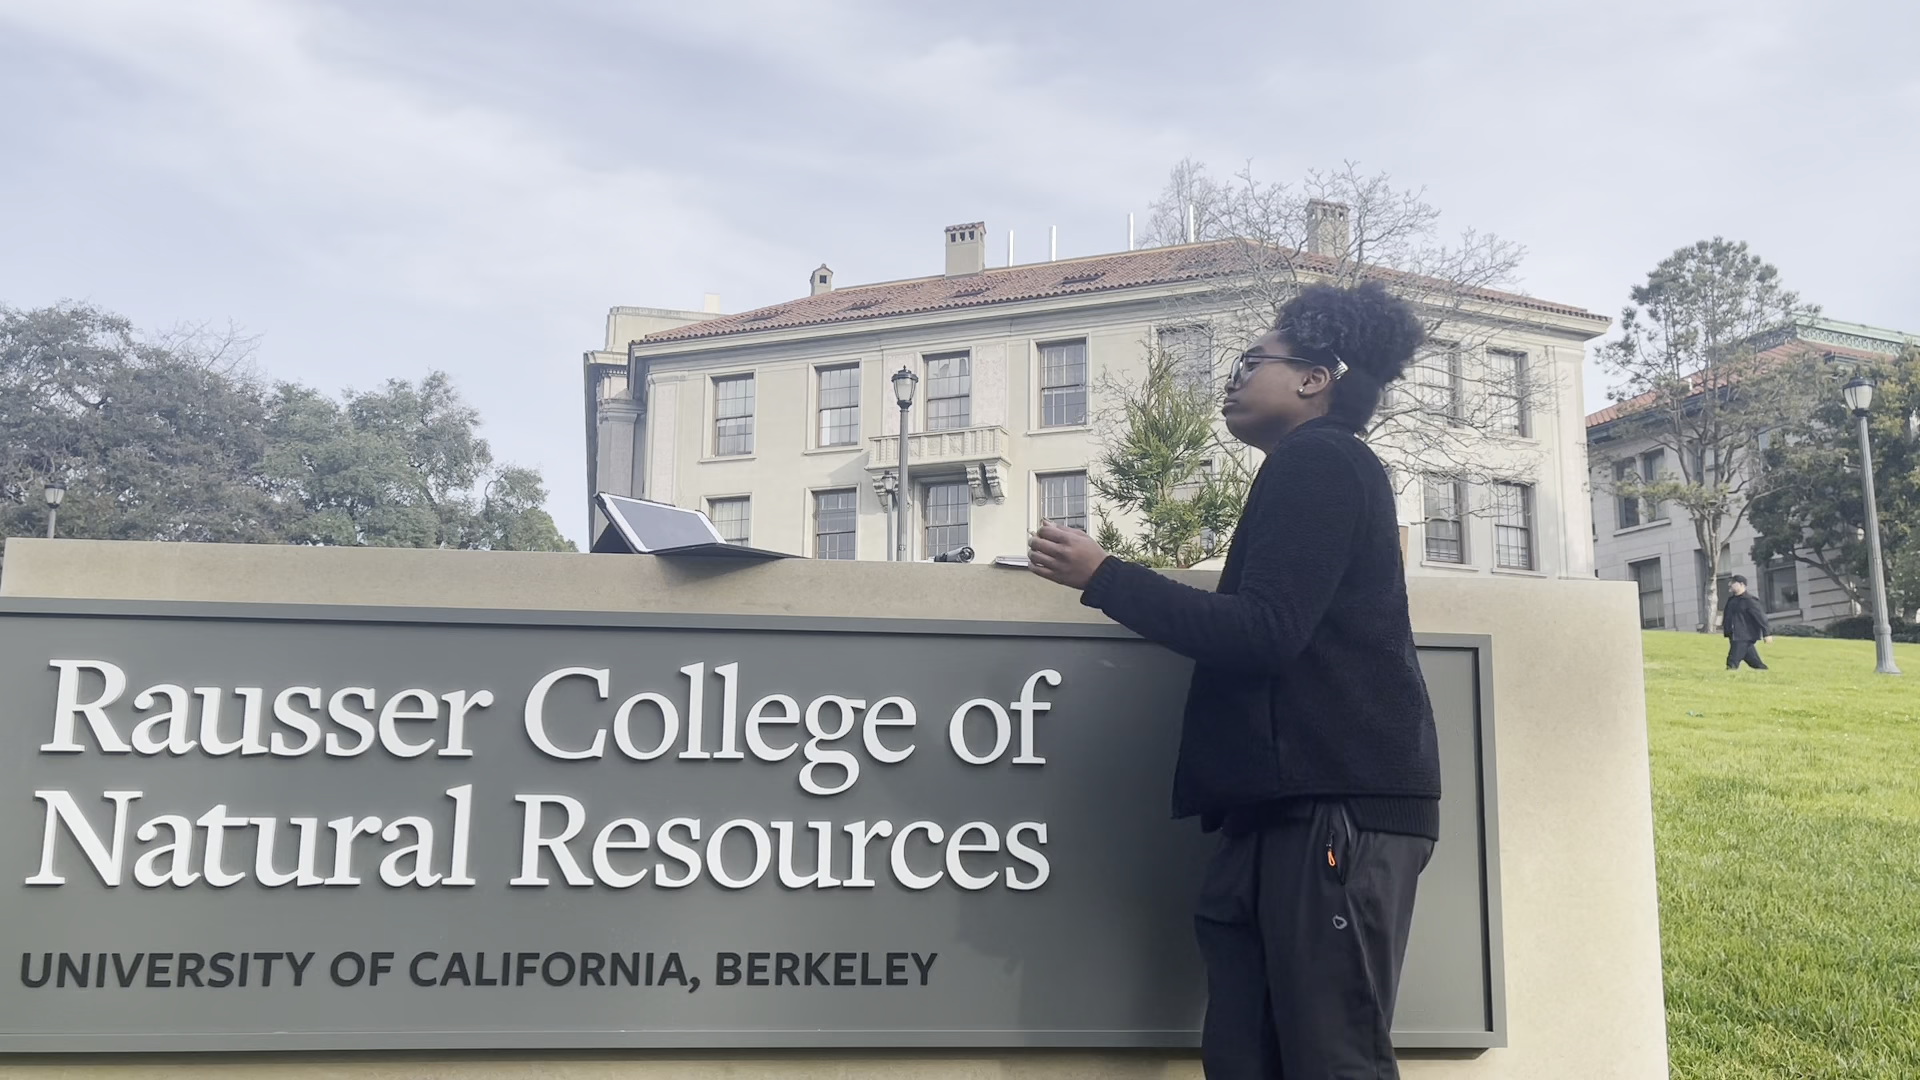 Rausser College of
Natural Resources
UNIVERSITY OF CALIFORNIA, BERKELEY